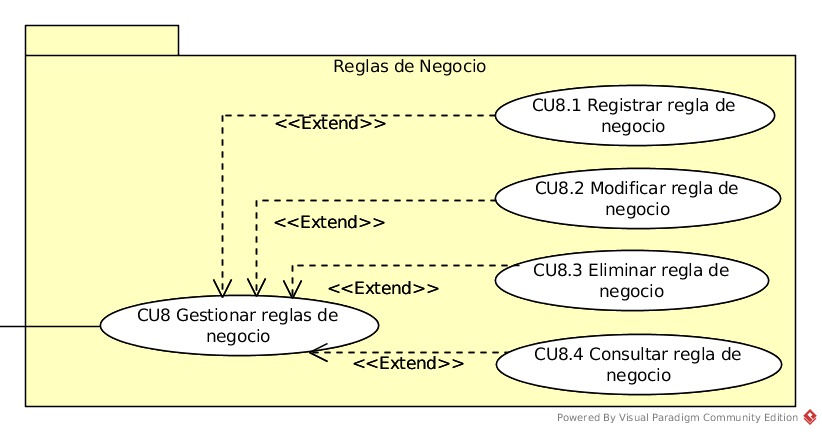 Reglas de Negocio
CU8.1 Registrar regla de
negocio
<<Extend>>
CU8.2 Modificar regla de
negocio
<<Extend>>
CU8.3 Eliminar regla de
negocio
<<Extend>>
CU8 Gestionar reglas de
negocio
CU8.4 Consultar regla de
negocio
<<Extend>>
Powered By Visual Paradigm Community Edition